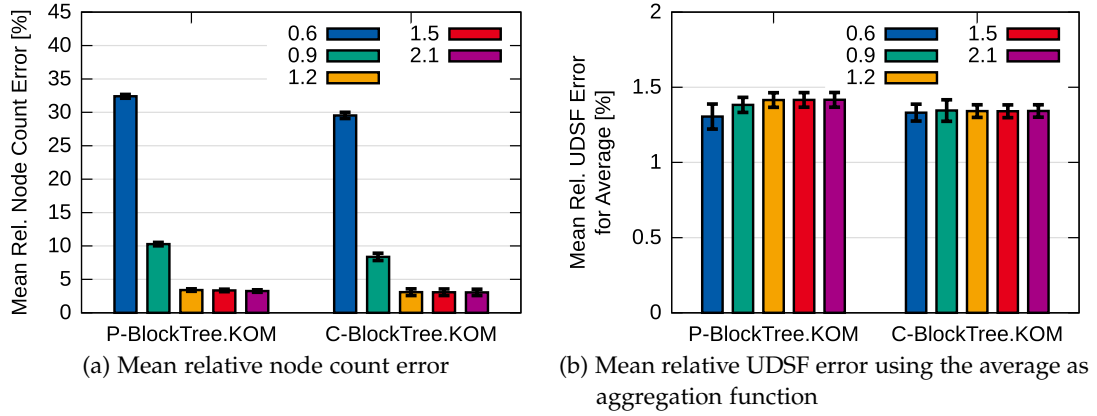 Mean Rel. Node Count Error [%]
45
40
35
30
25
20
15
10
5
0
0.6
0.9
1.2
1.5
2.1
P-BlockTree.KOM
C-BlockTree.KOM
(a) Mean relative node count error
Mean Rel. UDSF Error
for Average [%]
2
1.5
1
0.5
0
0.6
0.9
1.2
1.5
2.1
P-BlockTree.KOM
C-BlockTree.KOM
(b) Mean relative UDSF error using the average as
aggregation function